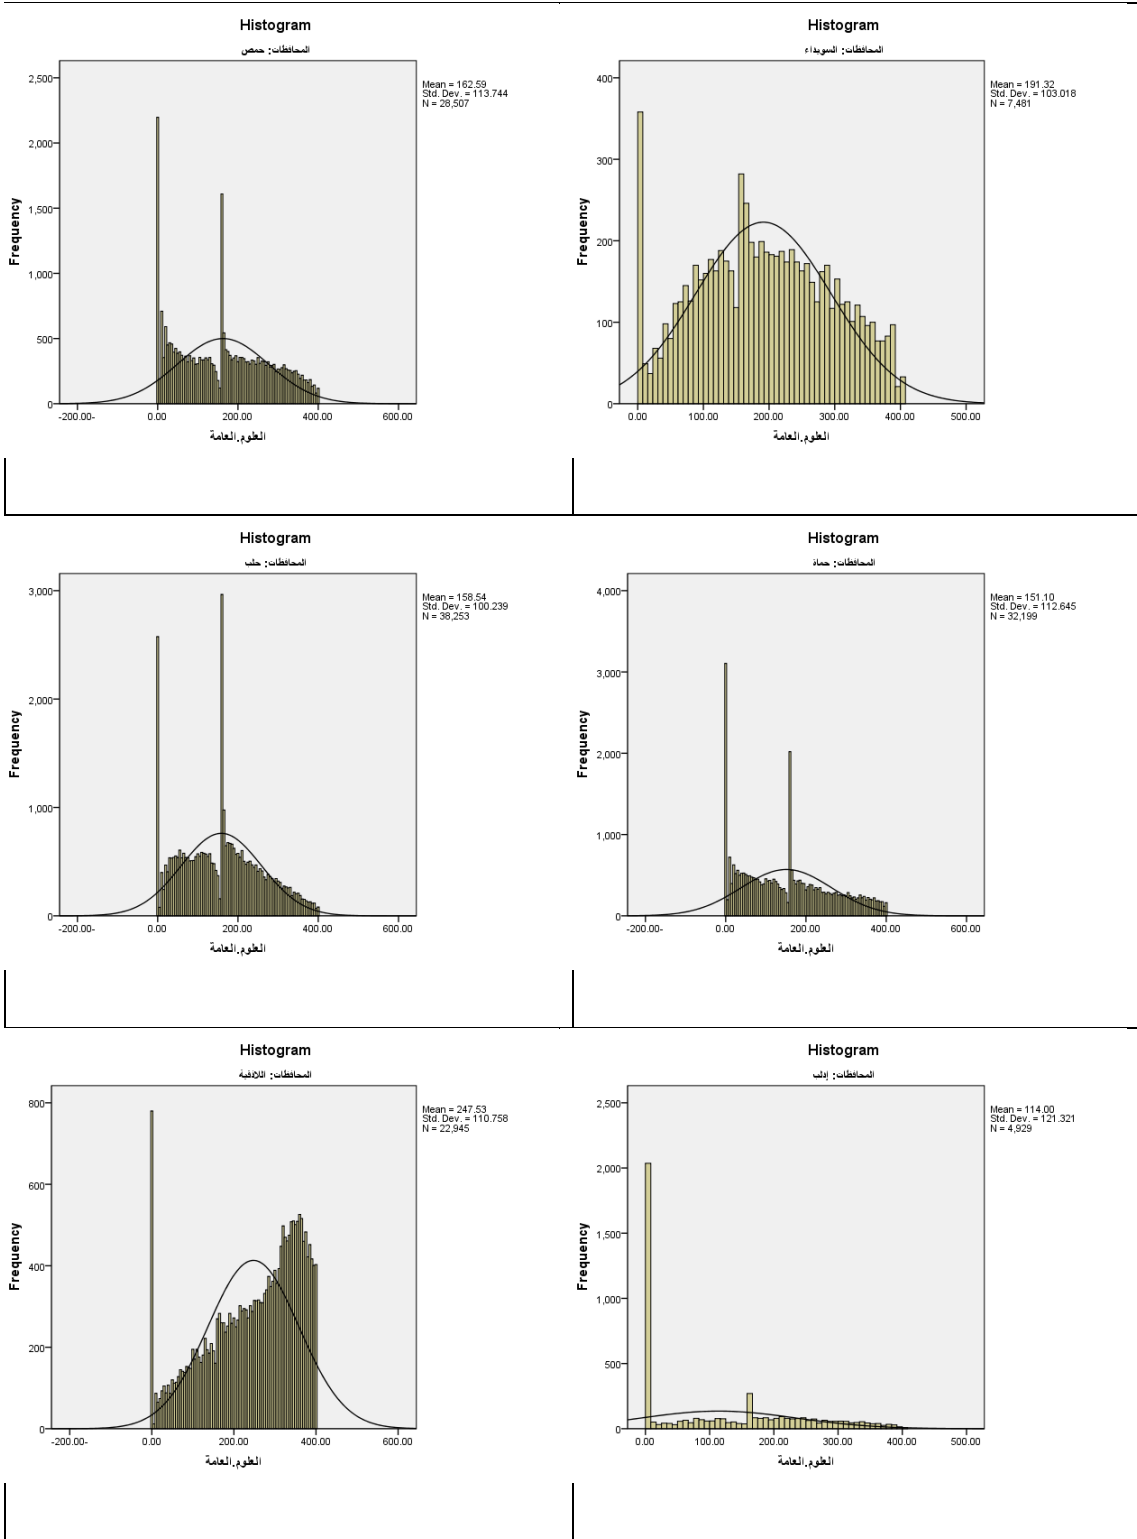 Histogram
المحافظات: حمص
Mean = 162.59
Std. Dev. = 113.744
N = 28,507
2,500
2,000
1,500
1,000
500
0
Frequency
-200.00- 0.00 200.00 400.00 600.00
العلوم.العامة
Histogram
المحافظات: السويداء
Mean = 191.32
Std. Dev. = 103.018
N = 7,481
400
300
200
100
0
Frequency
0.00 100.00 200.00 300.00 400.00 500.00
العلوم.العامة
Histogram
المحافظات: حلب
Mean = 158.54
Std. Dev. = 100.239
N = 38,253
3,000
2,000
1,000
0
Frequency
-200.00- 0.00 200.00 400.00 600.00
العلوم.العامة
Histogram
المحافظات: حماة
Mean = 151.10
Std. Dev. = 112.645
N = 32,199
4,000
3,000
2,000
1,000
0
Frequency
-200.00- 0.00 200.00 400.00 600.00
العلوم.العامة
Histogram
المحافظات: اللاذقية
Mean = 247.53
Std. Dev. = 110.758
N = 22,945
800
600
400
200
0
Frequency
-200.00- 0.00 200.00 400.00 600.00
العلوم.العامة
Histogram
المحافظات: إدلب
Mean = 114.00
Std. Dev. = 121.321
N = 4,929
2,500
2,000
1,500
1,000
500
0
Frequency
0.00 100.00 200.00 300.00 400.00 500.00
العلوم.العامة